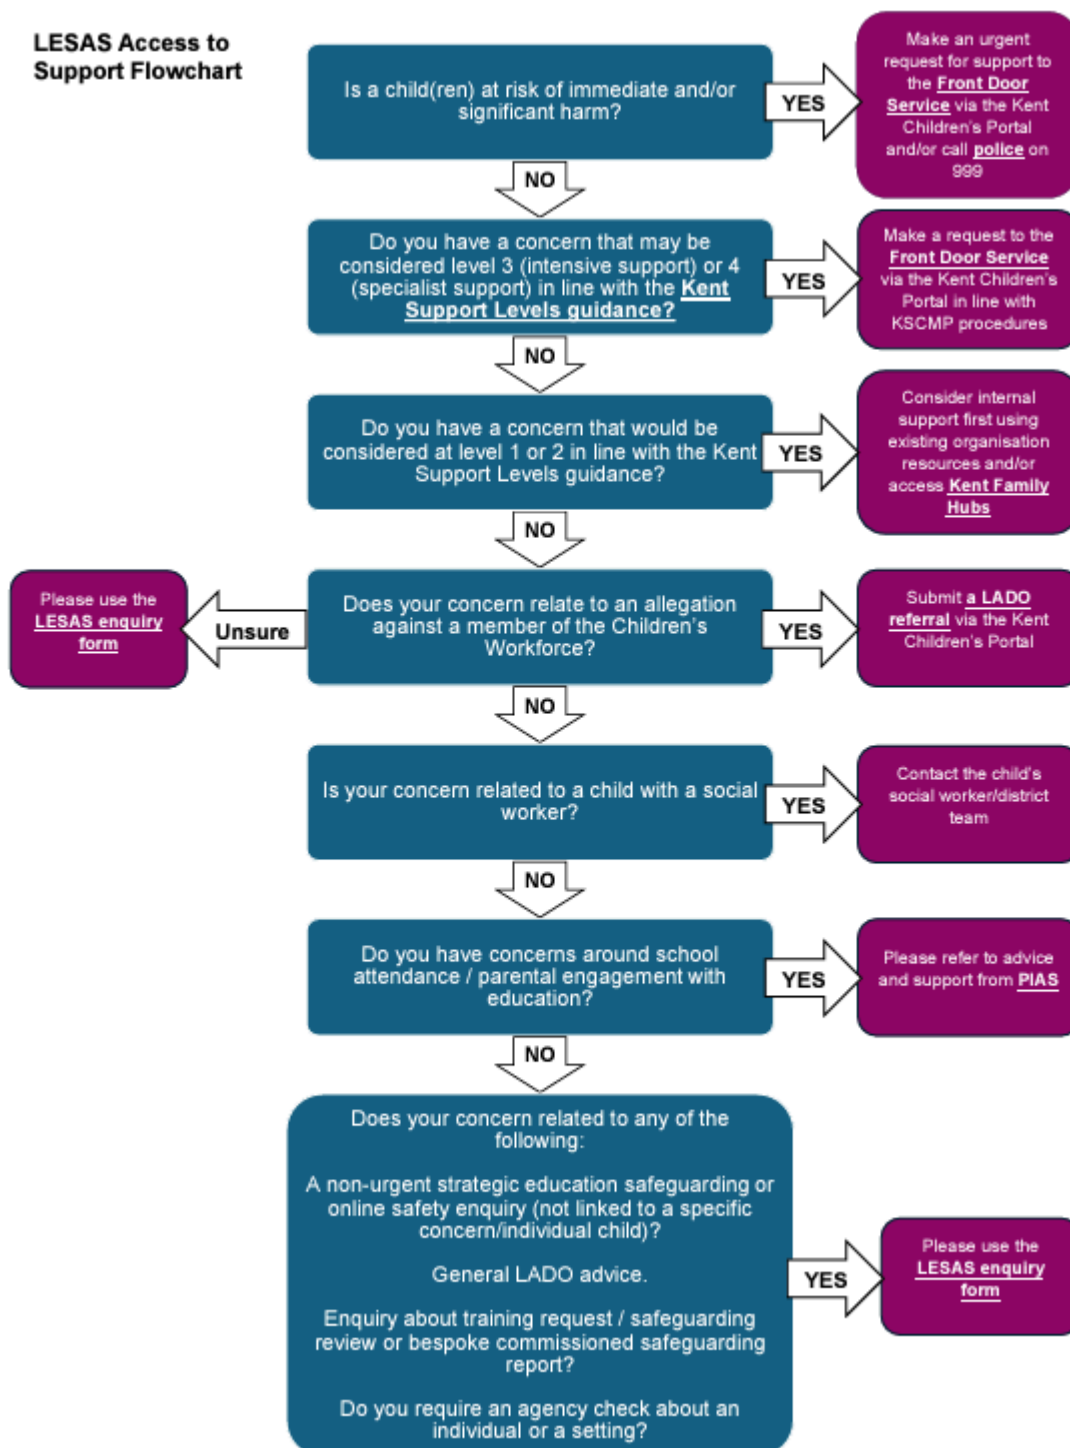 LESAS Access to
Support Flowchart
Is a child(ren) at risk of immediate and/or
significant harm?
YES
Make an urgent
request for support to
the Front Door
Service via the Kent
Children's Portal
and/or call police on
999
NO
Do you have a concern that may be
considered level 3 (intensive support) or 4
(specialist support) in line with the Kent
Support Levels guidance?
YES
Make a request to the
Front Door Service
via the Kent Children's
Portal in line with
KSCMP procedures
NO
Do you have a concern that would be
considered at level 1 or 2 in line with the Kent
Support Levels guidance?
YES
Consider internal
support first using
existing organisation
resources and/or
access Kent Family
Hubs
NO
Please use the
LESAS enquiry
form
Unsure
Does your concern relate to an allegation
against a member of the Children's
Workforce?
YES
Submit a LADO
referral via the Kent
Children's Portal
NO
Is your concern related to a child with a social
worker?
YES
Contact the child's
social worker/district
team
NO
Do you have concerns around school
attendance / parental engagement with
education?
YES
Please refer to advice
and support from PIAS
NO
Does your concern related to any of the
following:
A non-urgent strategic education safeguarding or
online safety enquiry (not linked to a specific
concern/individual child)?
General LADO advice.
Enquiry about training request / safeguarding
review or bespoke commissioned safeguarding
report?
Do you require an agency check about an
individual or a setting?
YES
Please use the
LESAS enquiry
form